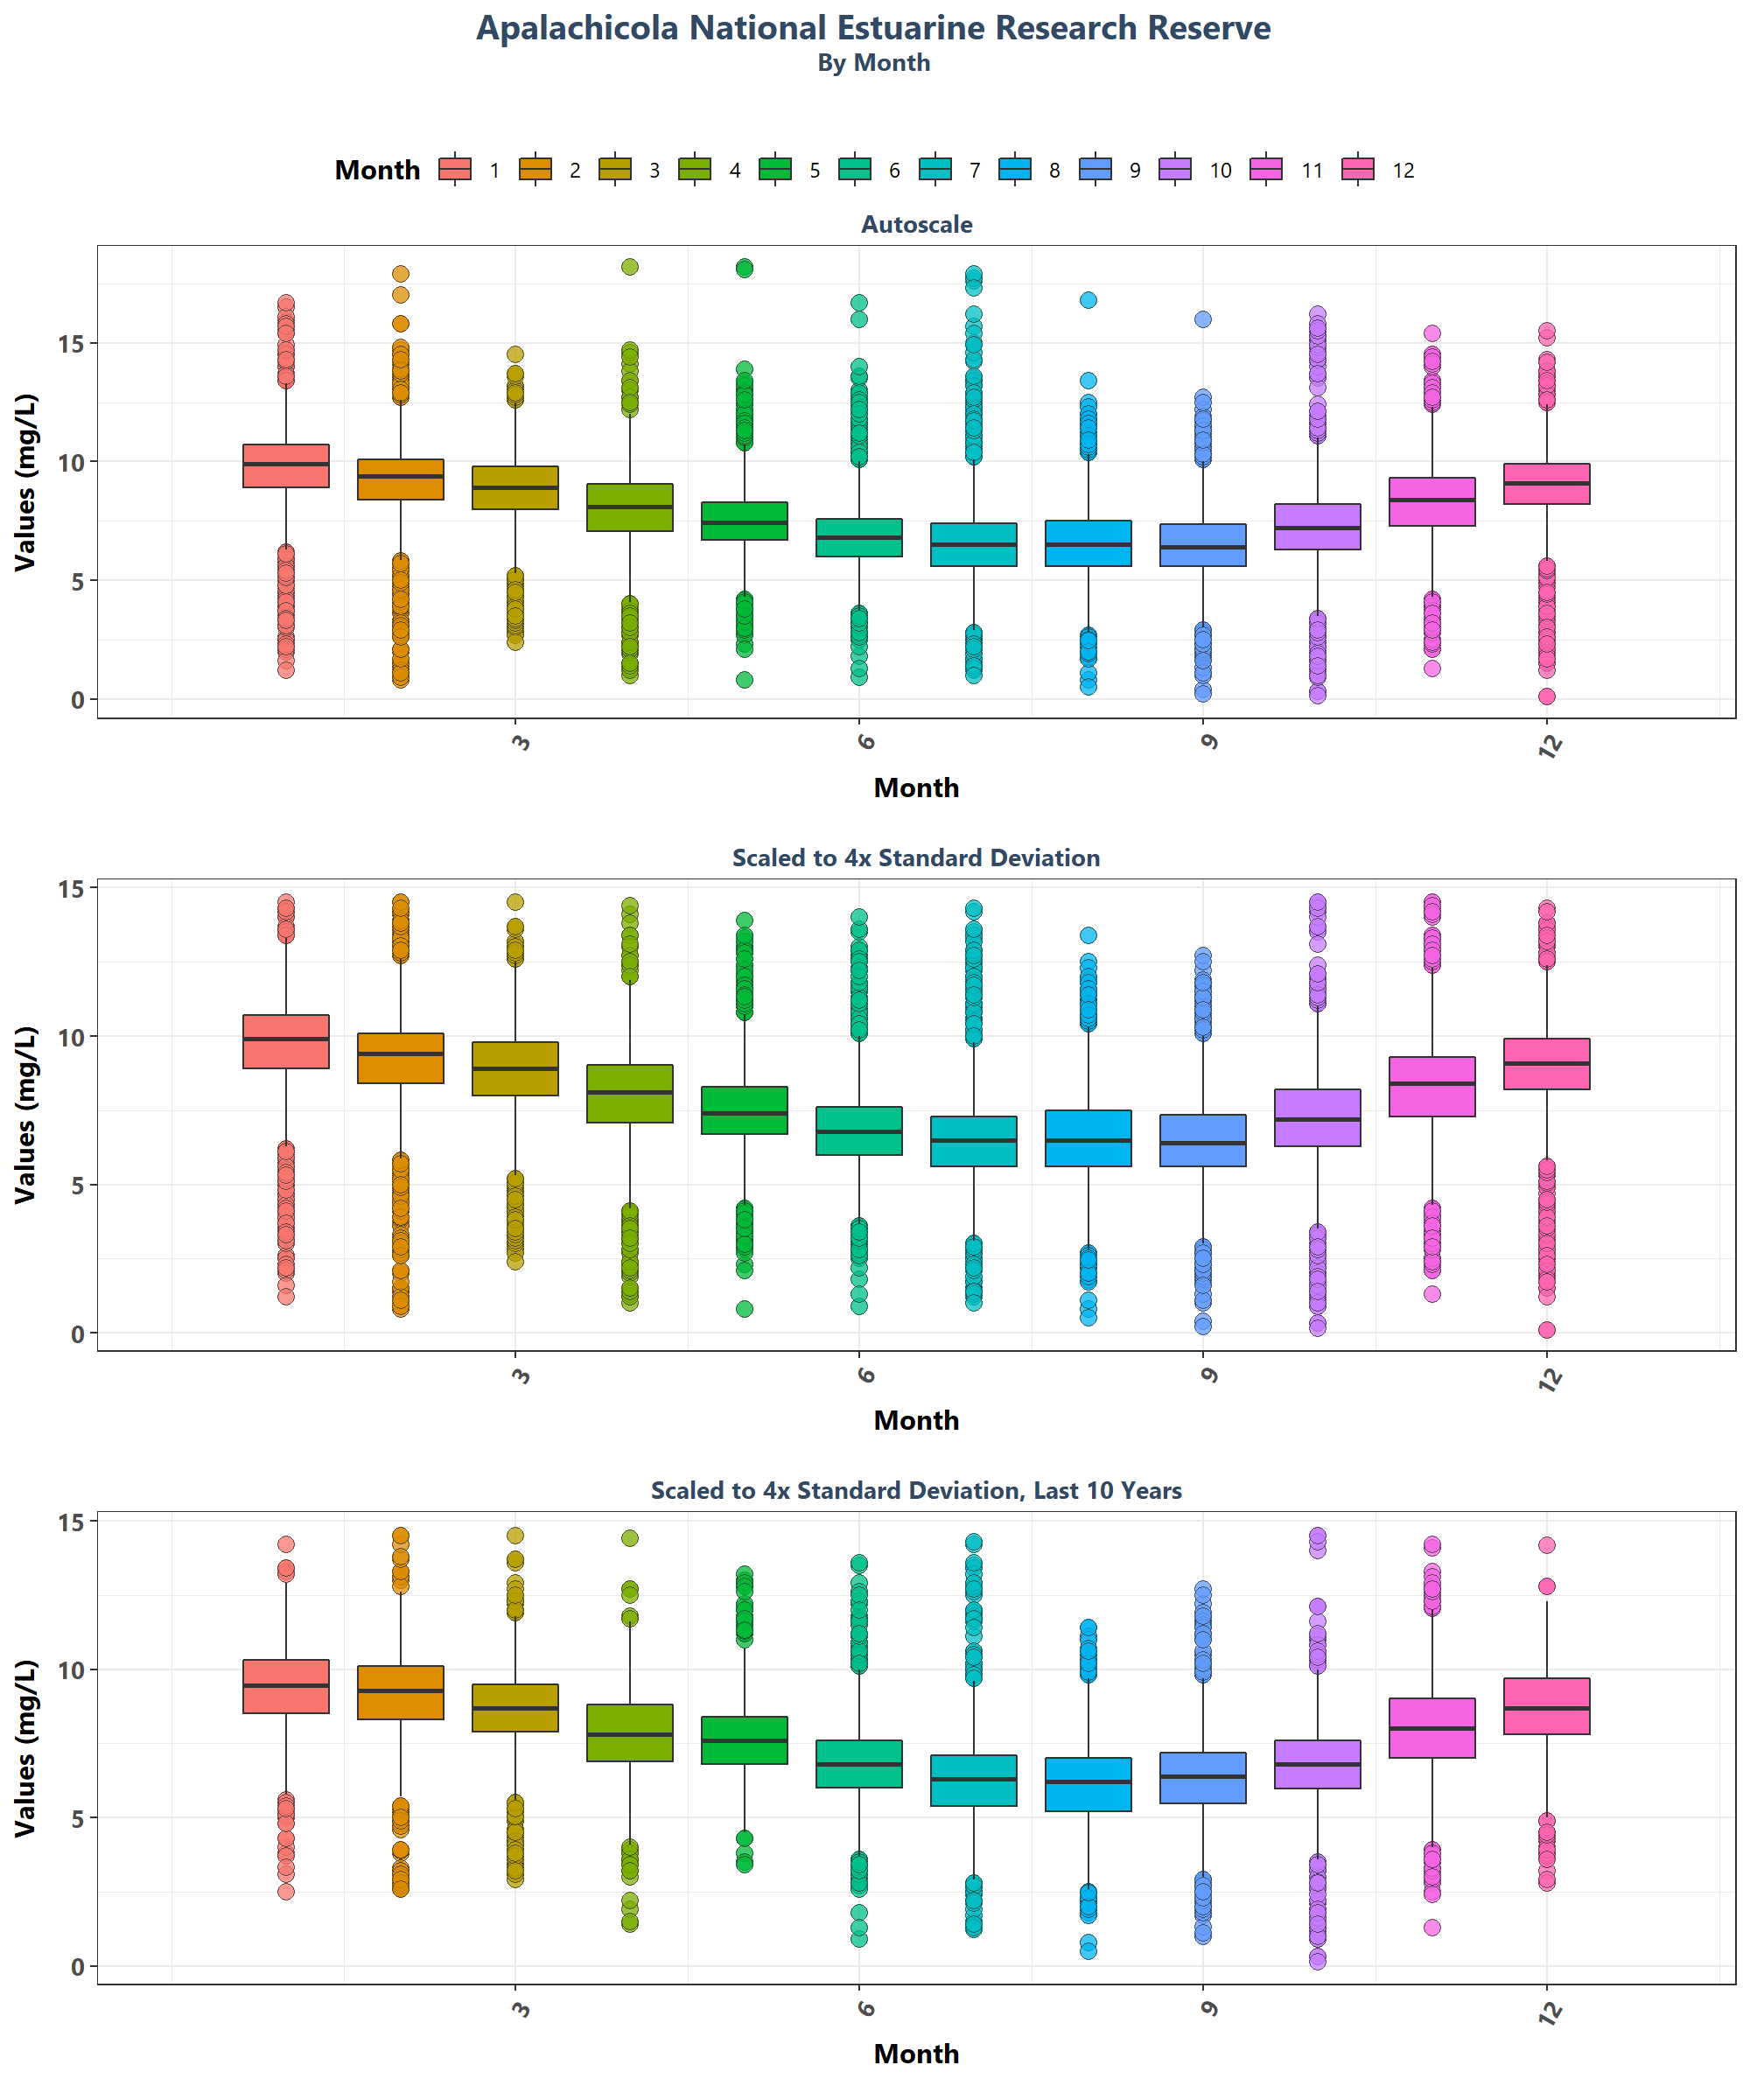 Apalachicola National Estuarine Research Reserve
By Month
Month 1 2 3 4 5 6 7 8 9 10 11 12
Autoscale
Values (mg/L)
15
10
5
0
3 6 9 12
Month
Scaled to 4x Standard Deviation
Values (mg/L)
15
10
5
0
3 6 9 12
Month
Scaled to 4x Standard Deviation, Last 10 Years
Values (mg/L)
15
10
5
0
3 6 9 12
Month